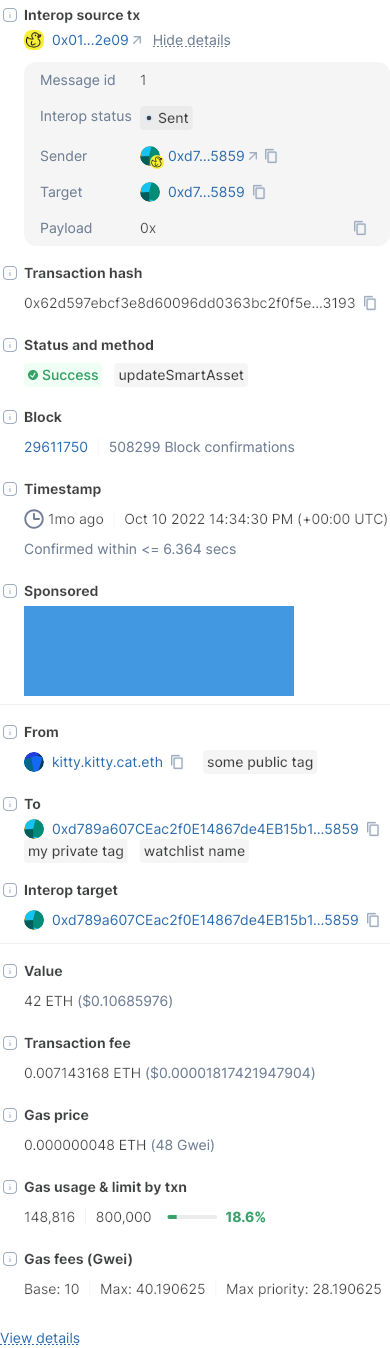 Interop source tx
0x01...2e09 Hide details
Message id 1
Interop status Sent
Sender 0xd7...5859
Target 0xd7...5859
Payload 0x
Transaction hash
0x62d597ebcf3e8d60096dd0363bc2f0f5e...3193
Status and method
Success updateSmartAsset
Block
29611750 508299 Block confirmations
Timestamp
1mo ago Oct 10 2022 14:34:30 PM (+00:00 UTC)
Confirmed within <= 6.364 secs
Sponsored
From
kitty.kitty.cat.eth some public tag
To
0xd789a607CEac2f0E14867de4EB15b1...5859
my private tag watchlist name
Interop target
0xd789a607CEac2f0E14867de4EB15b1...5859
Value
42 ETH ($0.10685976)
Transaction fee
0.007143168 ETH ($0.00001817421947904)
Gas price
0.000000048 ETH (48 Gwei)
Gas usage & limit by txn
148,816 800,000 18.6%
Gas fees (Gwei)
Base: 10 Max: 40.190625 Max priority: 28.190625
View details